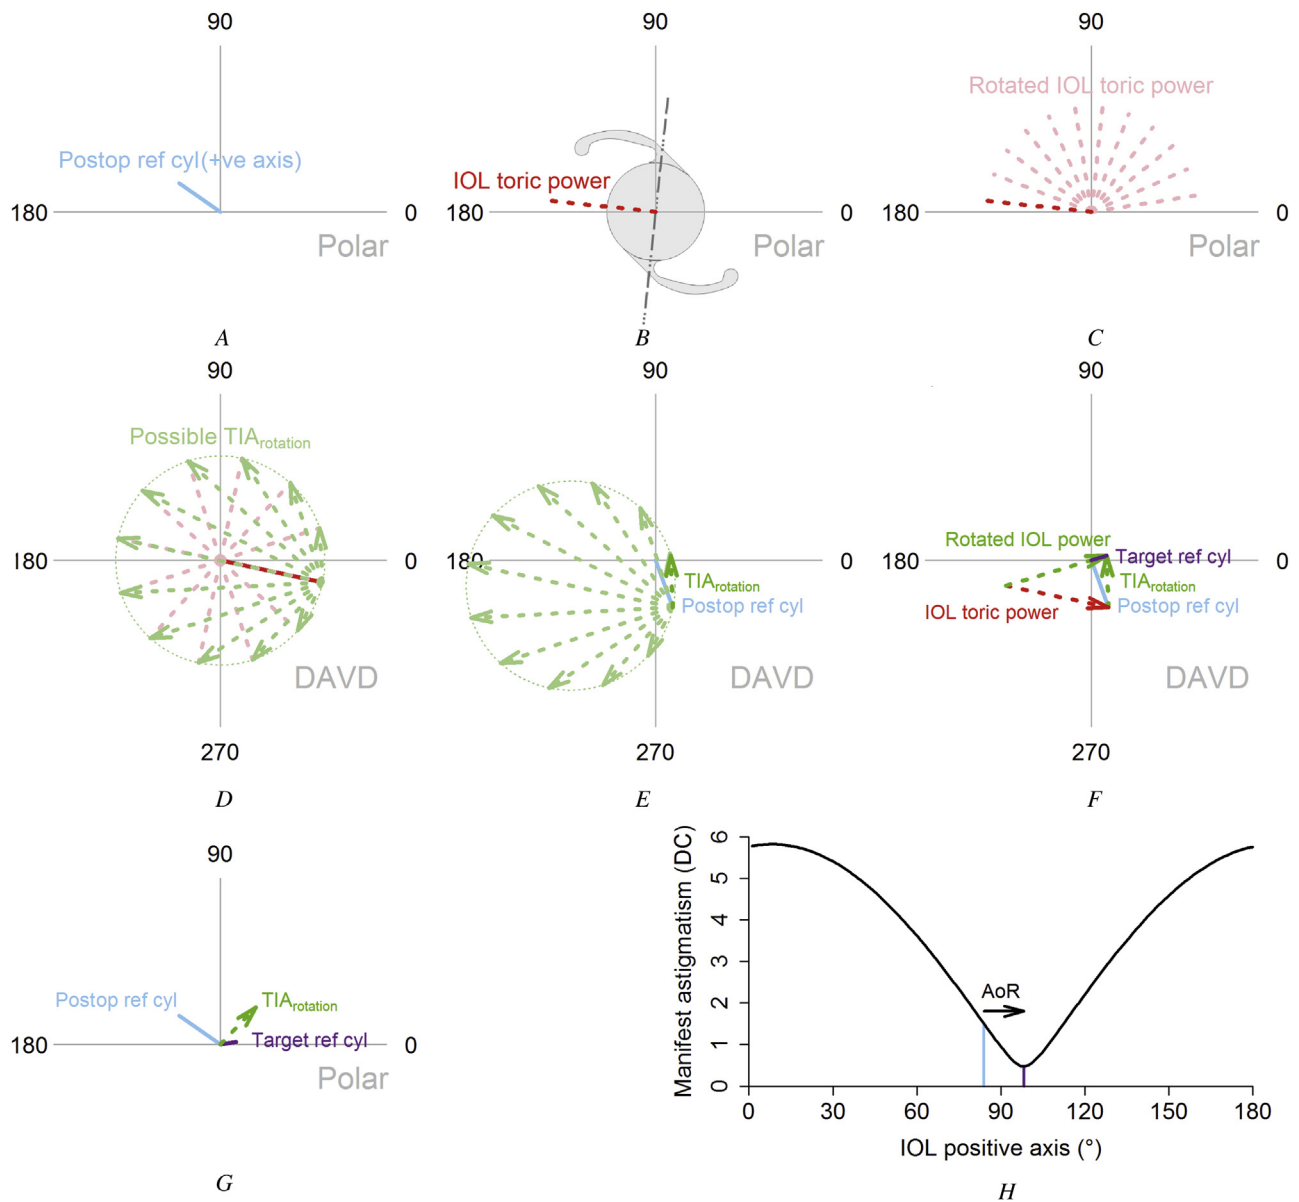 90
Postop ref cyl(+ve axis)
180
0
Polar
A
90
IOL toric power
180
0
Polar
B
90
Rotated IOL toric power
180
0
Polar
C
90
Possible TIArotation
180
0
DAVD
270
D
90
180
0
TIArotation
Postop ref cyl
DAVD
270
E
90
Rotated IOL power
Target ref cyl
180
0
TIArotation
IOL toric power
Postop ref cyl
DAVD
270
F
90
Postop ref cyl
TIArotation
Target ref cyl
180
0
Polar
G
Manifest astigmatism (DC)
6
5
4
3
2
1
0
AoR
0 30 60 90 120 150 180
IOL positive axis (°)
H